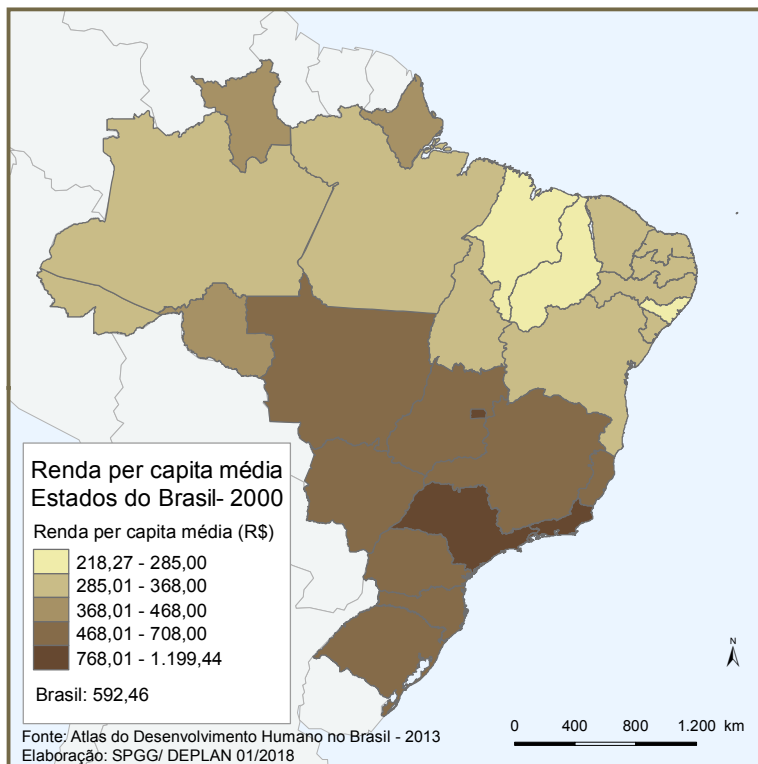 Renda per capita média
Estados do Brasil- 2000
Renda per capita média (R$)
218,27 - 285,00
285,01 - 368,00
368,01 - 468,00
468,01 - 708,00
768,01 - 1.199,44
Brasil: 592,46
N
Fonte: Atlas do Desenvolvimento Humano no Brasil - 2013
Elaboração: SPGG/ DEPLAN 01/2018
0 400 800 1.200 km